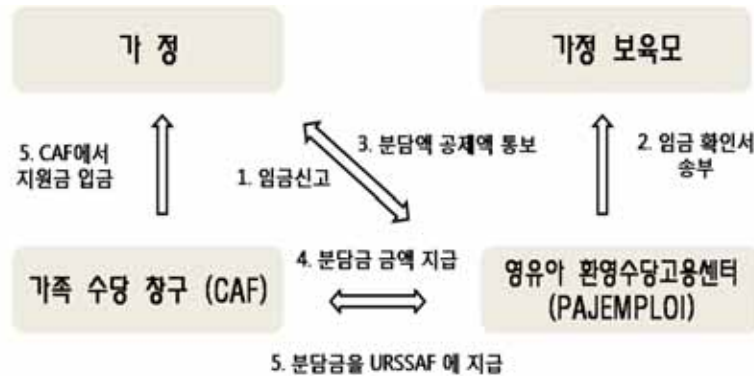 가 정
가정 보육모
5. CAF에서
지원금 입금
3. 분담액 공제액 통보
1. 임금신고
2. 임금 확인서
송부
4. 분담금 금액 지급
가족 수당 창구 (CAF)
영유아 환영수당고용센터
(PAJEMPLOI)
5. 분담금을 URSSAF 에 지급